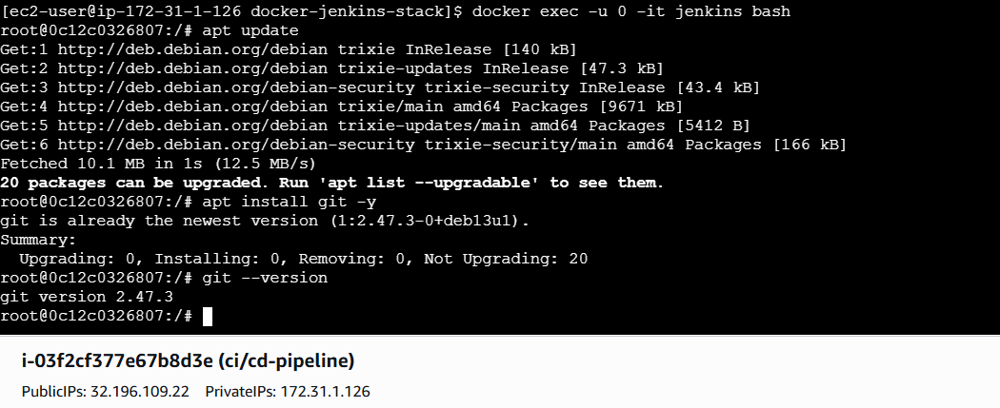 [ec2-user@ip-172-31-1-126 docker-jenkins-stack]$ docker exec -u 0 -it jenkins bash
root@0c12c0326807:/# apt update
Get:1 http://deb.debian.org/debian trixie InRelease [140 kB]
Get:2 http://deb.debian.org/debian trixie-updates InRelease [47.3 kB]
Get:3 http://deb.debian.org/debian-security trixie-security InRelease [43.4 kB]
Get:4 http://deb.debian.org/debian trixie/main amd64 Packages [9671 kB]
Get:5 http://deb.debian.org/debian trixie-updates/main amd64 Packages [5412 B]
Get:6 http://deb.debian.org/debian-security trixie-security/main amd64 Packages [166 kB]
Fetched 10.1 MB in 1s (12.5 MB/s)
20 packages can be upgraded. Run 'apt list --upgradable' to see them.
root@0c12c0326807:/# apt install git -y
git is already the newest version (1:2.47.3-0+deb13u1).
Summary:
  Upgrading: 0, Installing: 0, Removing: 0, Not Upgrading: 20
root@0c12c0326807:/# git --version
git version 2.47.3
root@0c12c0326807:/#
i-03f2cf377e67b8d3e (ci/cd-pipeline)
PublicIPs: 32.196.109.22 PrivateIPs: 172.31.1.126